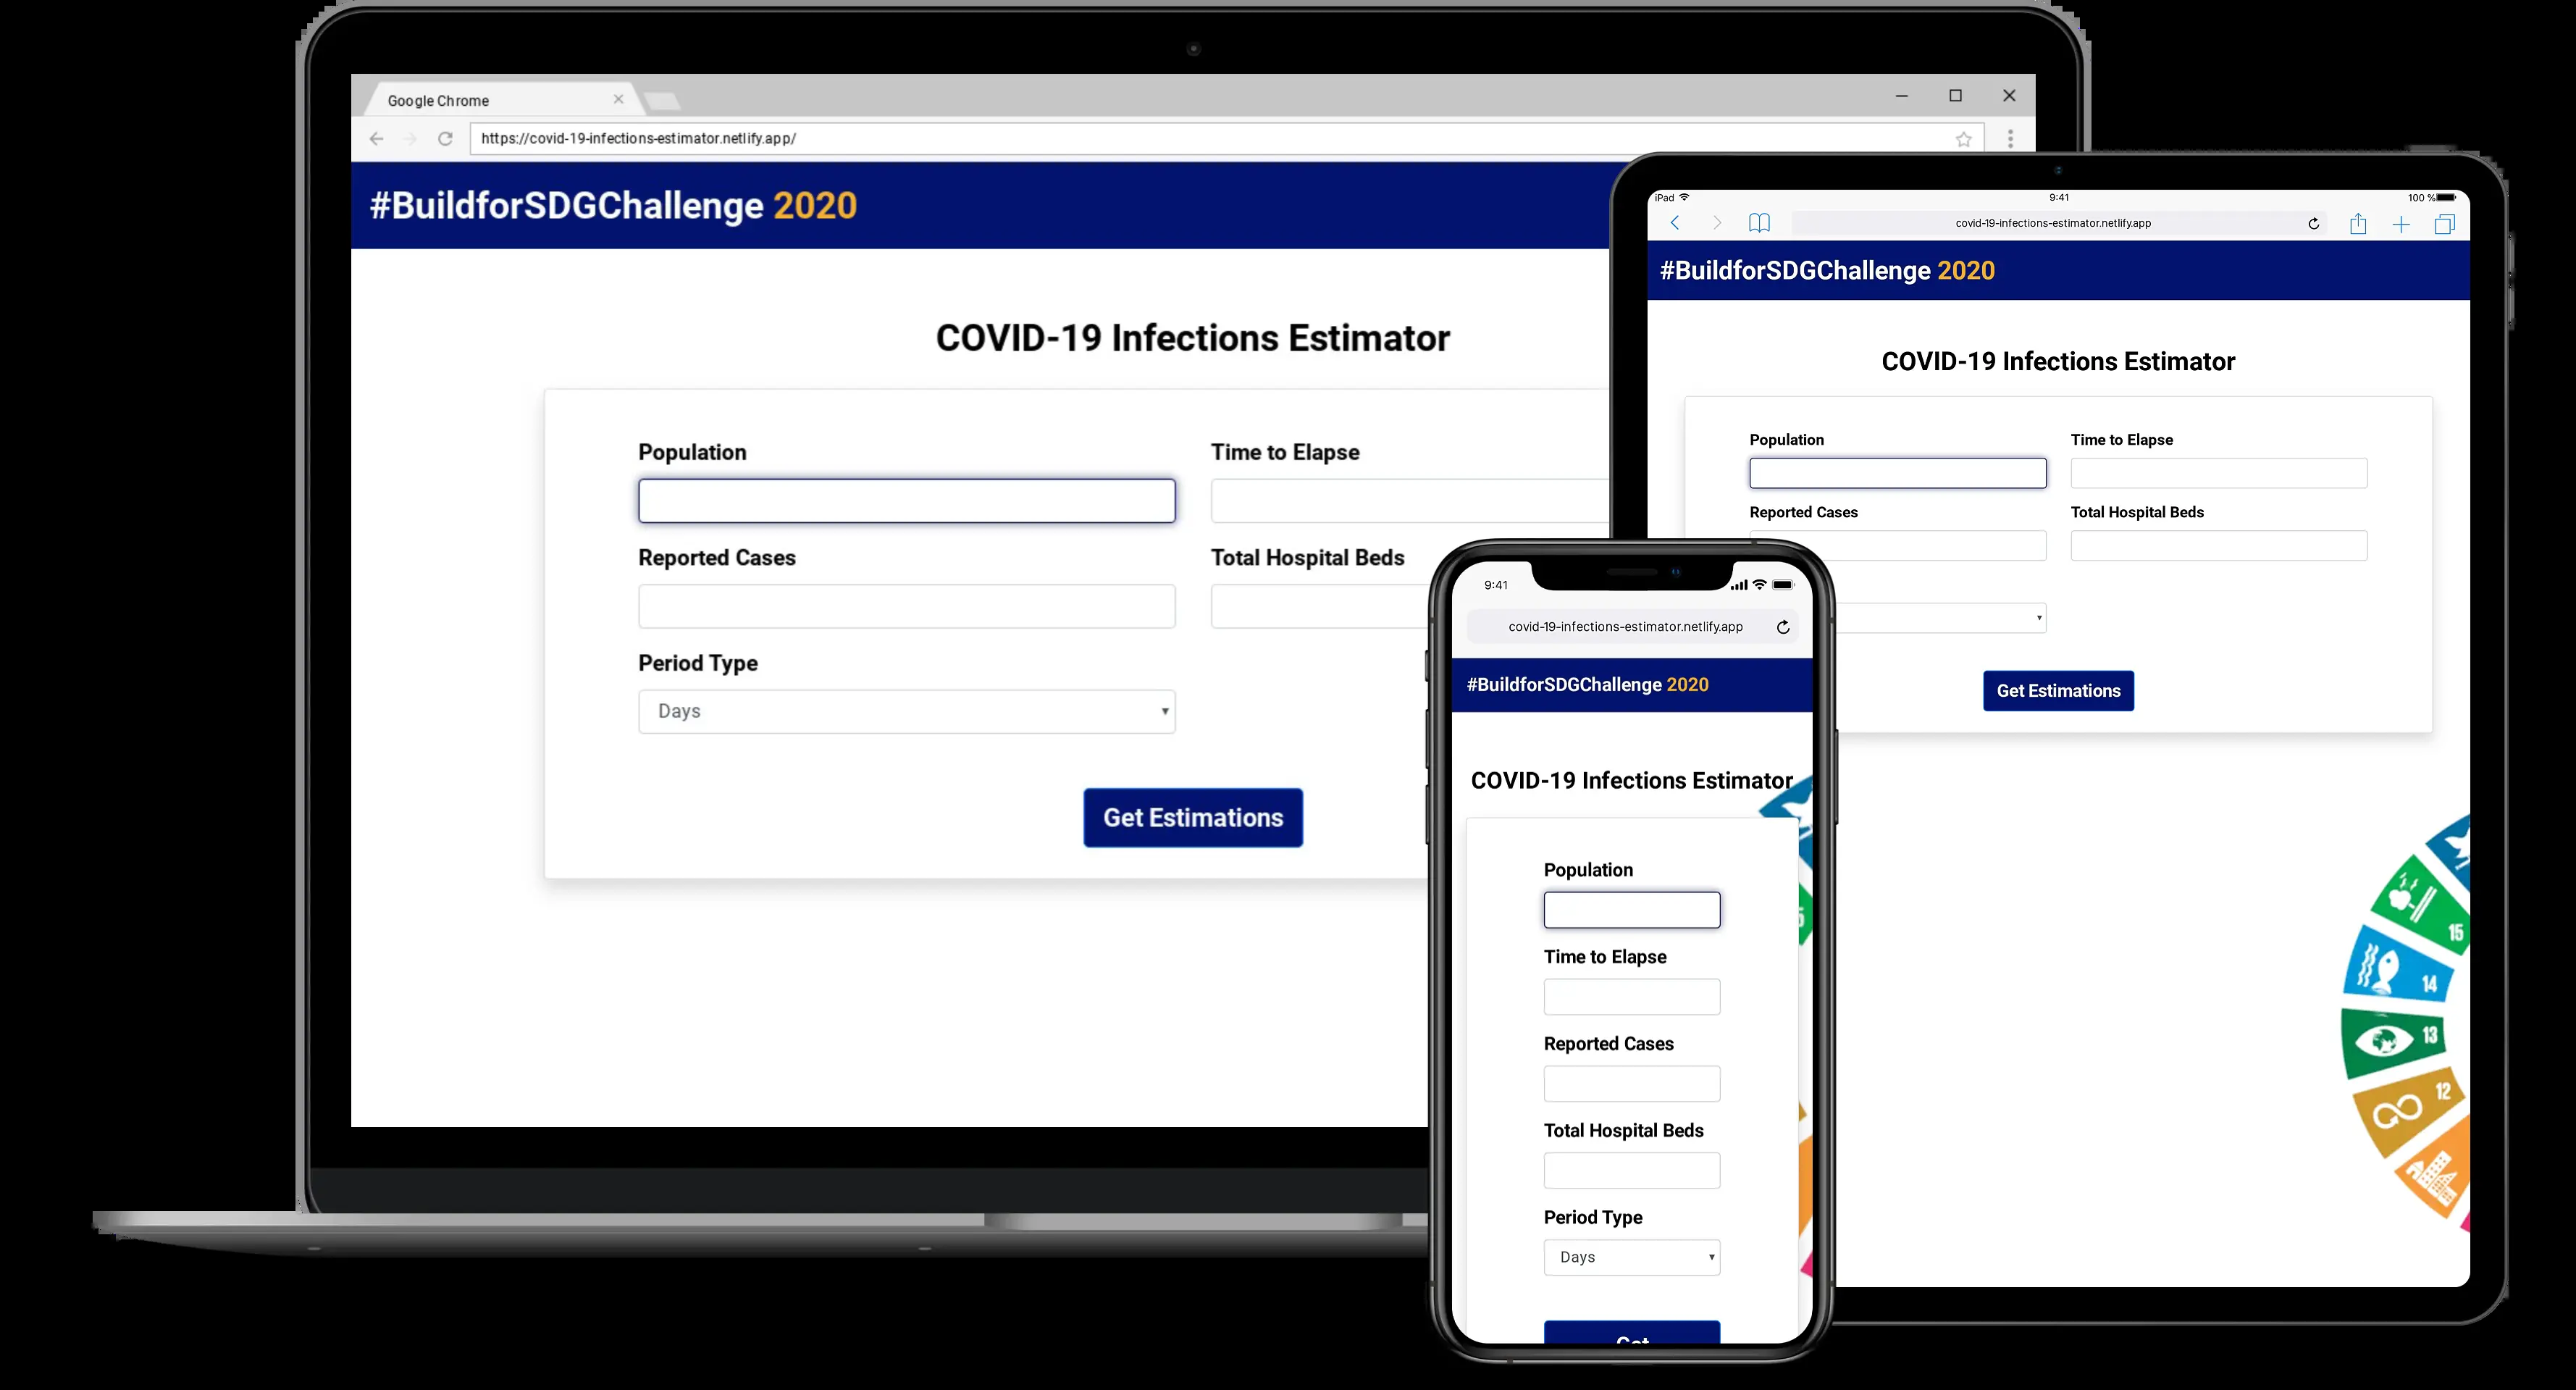 Google Chrome
https://covid-19-infections-estimator.netlify.app/
#BuildforSDGChallenge 2020
COVID-19 Infections Estimator
Population
Time to Elapse
Reported Cases
Total Hospital Beds
Period Type
Days
Get Estimations
iPad
9:41
100 %
covid-19-infections-estimator.netlify.app
#BuildforSDGChallenge 2020
COVID-19 Infections Estimator
Population
Time to Elapse
Reported Cases
Total Hospital Beds
Get Estimations
15
14
13
12
9:41
covid-19-infections-estimator.netlify.app
#BuildforSDGChallenge 2020
COVID-19 Infections Estimator
Population
Time to Elapse
Reported Cases
Total Hospital Beds
Period Type
Days